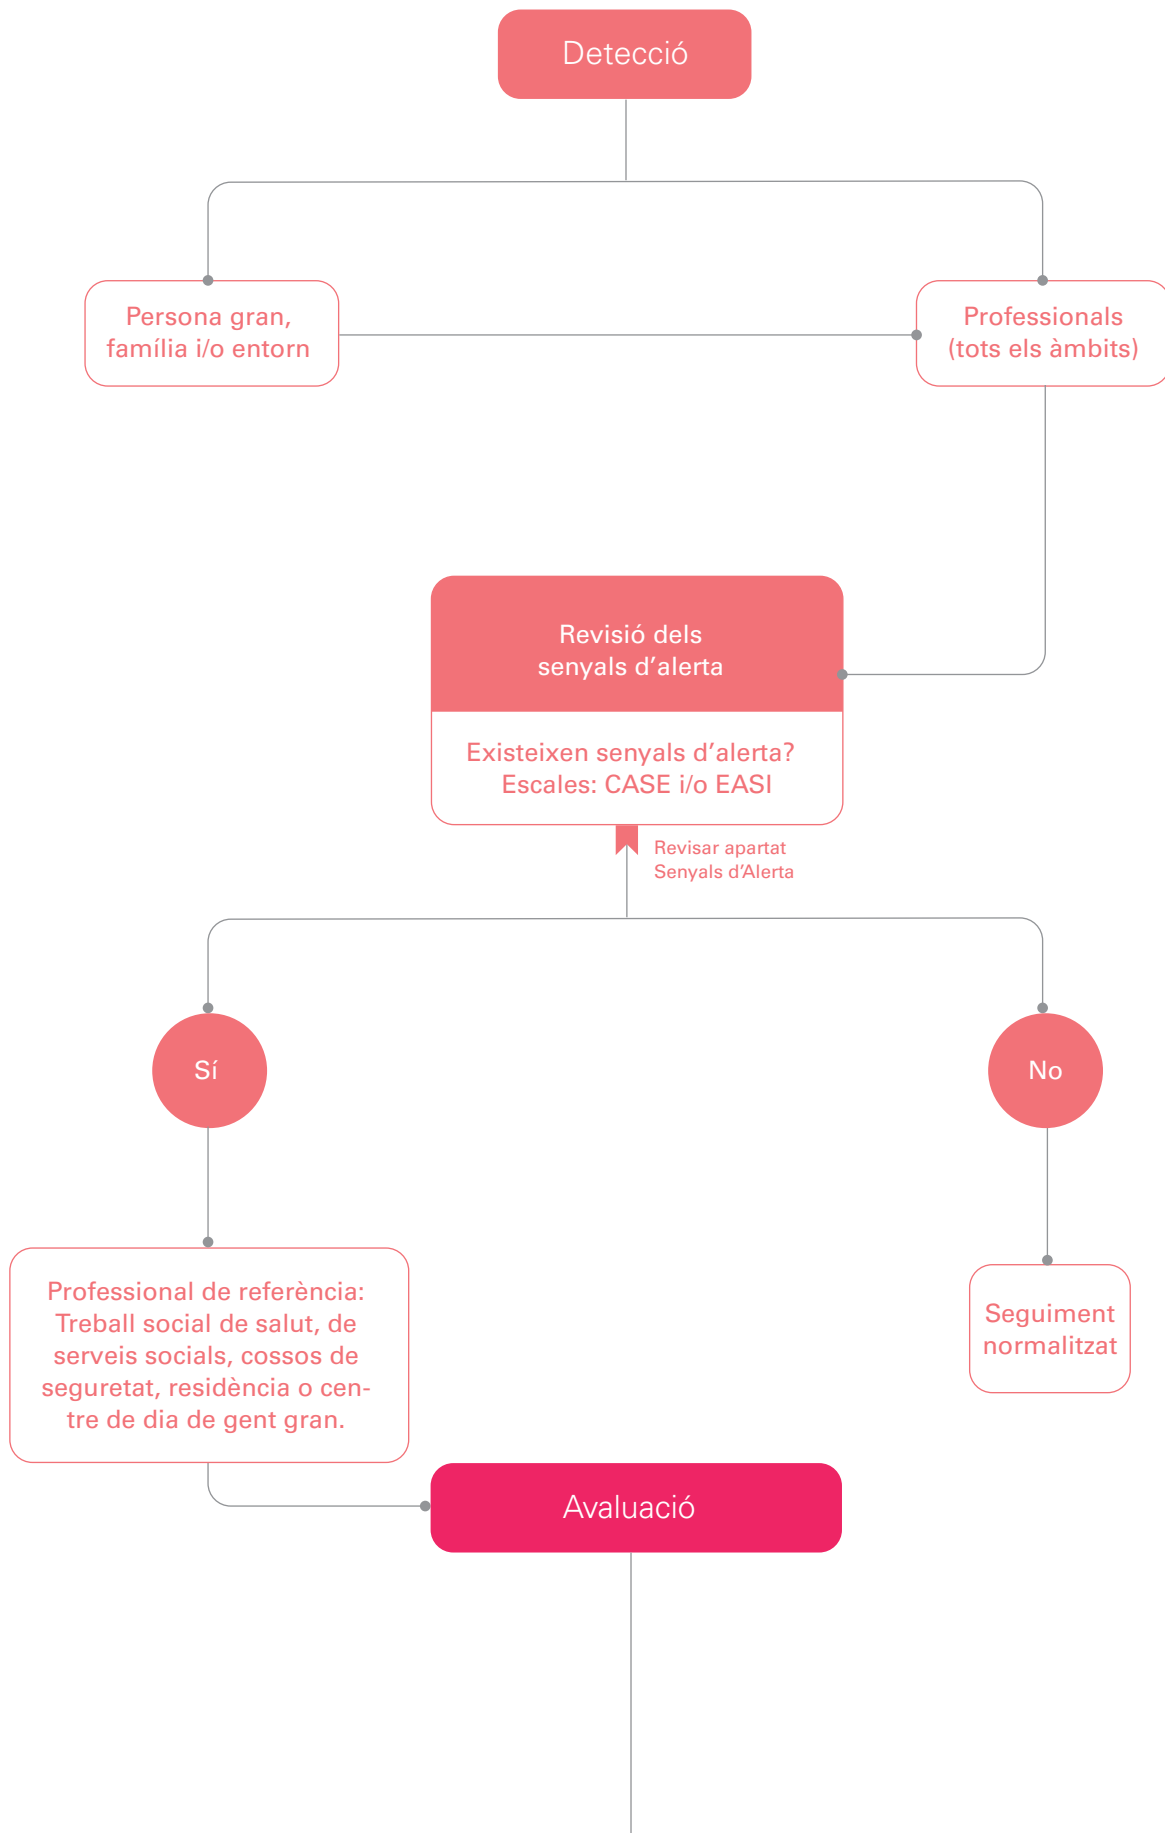 Detecció
Persona gran,
família i/o entorn
Professionals
(tots els àmbits)
Revisió dels
senyals d’alerta
Existeixen senyals d’alerta?
Escales: CASE i/o EASI
Revisar apartat
Senyals d’Alerta
Sí
No
Professional de referència:
Treball social de salut, de
serveis socials, cossos de
seguretat, residència o cen-
tre de dia de gent gran.
Seguiment
normalitzat
Avaluació